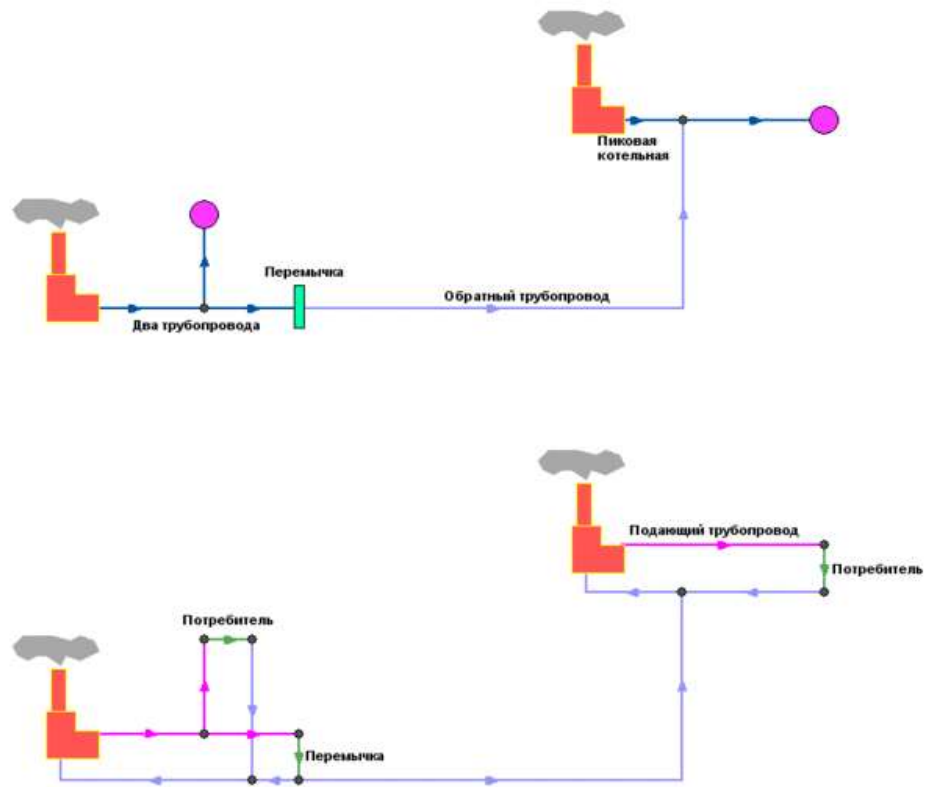 Пиковая
котельная
Перемычка
Обратный трубопровод
Два трубопровода
Подающий трубопровод
Потребитель
Потребитель
Перемычка